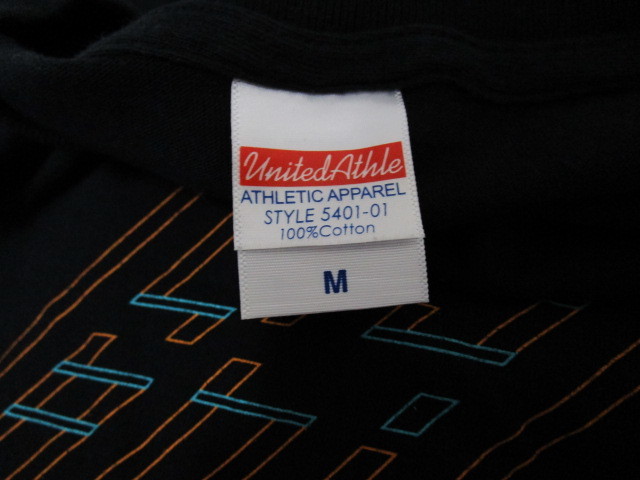 UnitedAthle
ATHLETIC APPAREL
STYLE 5401-01
100%Cotton
M